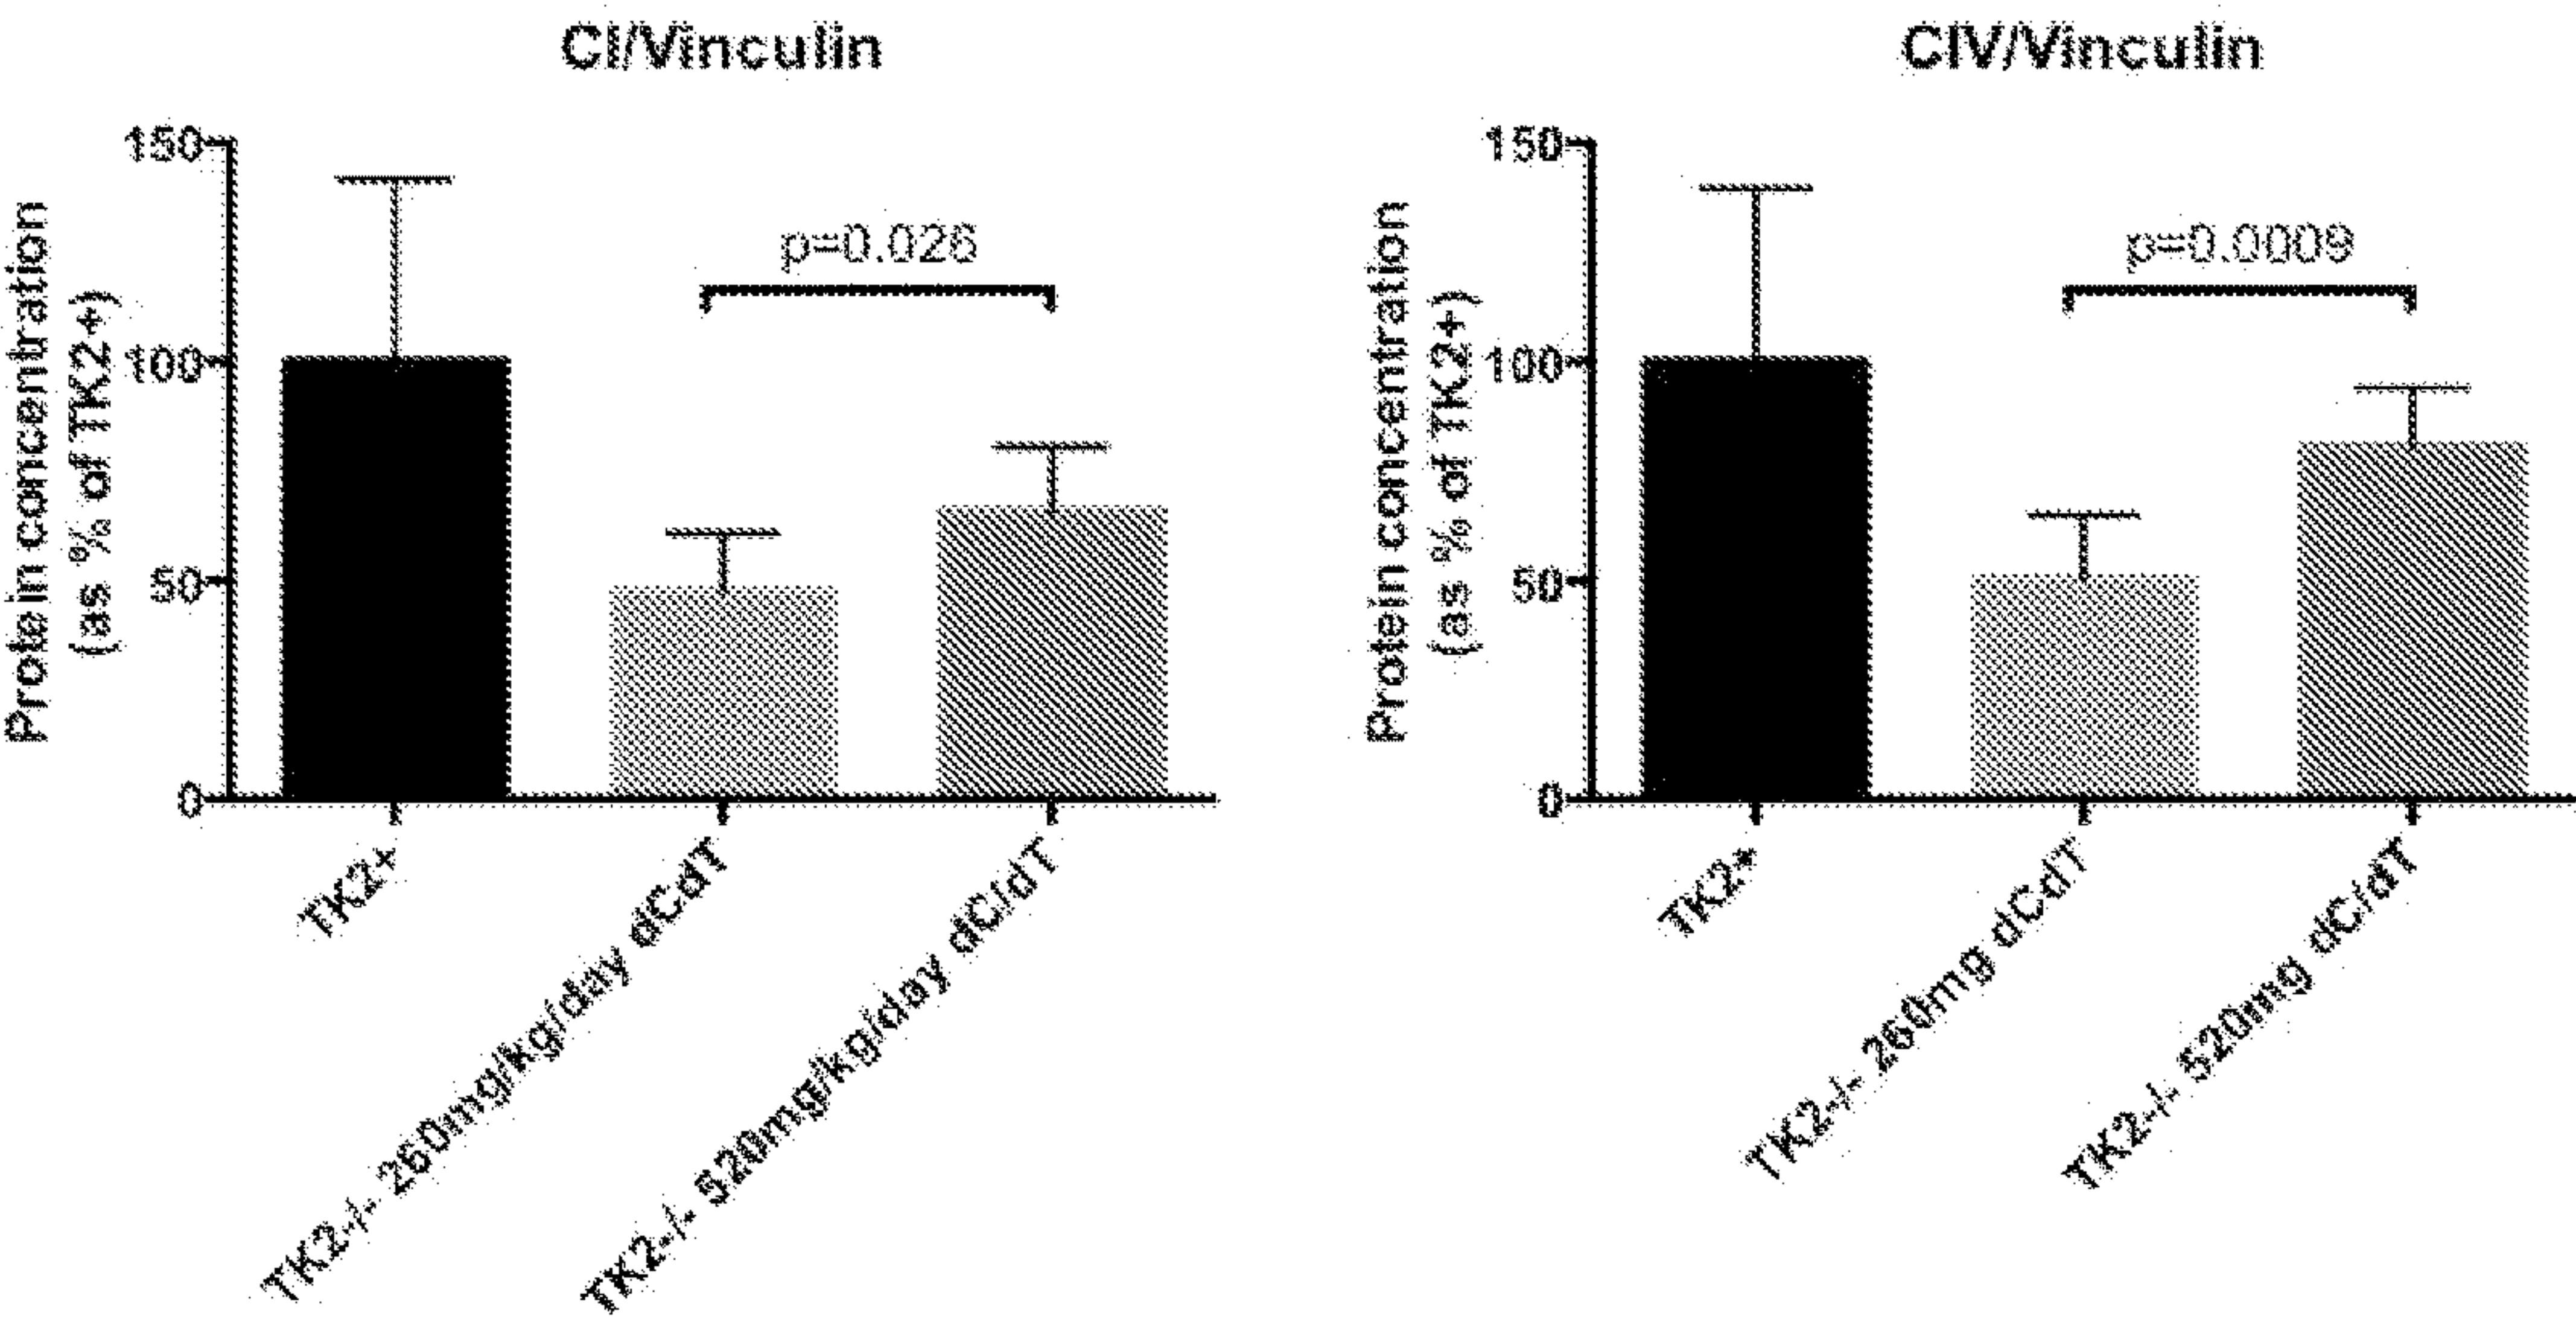 CI/Vinculin
Protein concentration
(as % of TK2+)
150
100
50
0
p=0.026
TK2+
TK2-/- 260mg/kg/day dCdT
TK2-/- 520mg/kg/day dC/dT
CIV/Vinculin
Protein concentration
(as % of TK2+)
150
100
50
0
p=0.0009
TK2+
TK2-/- 260mg dCdT
TK2-/- 520mg dC/dT